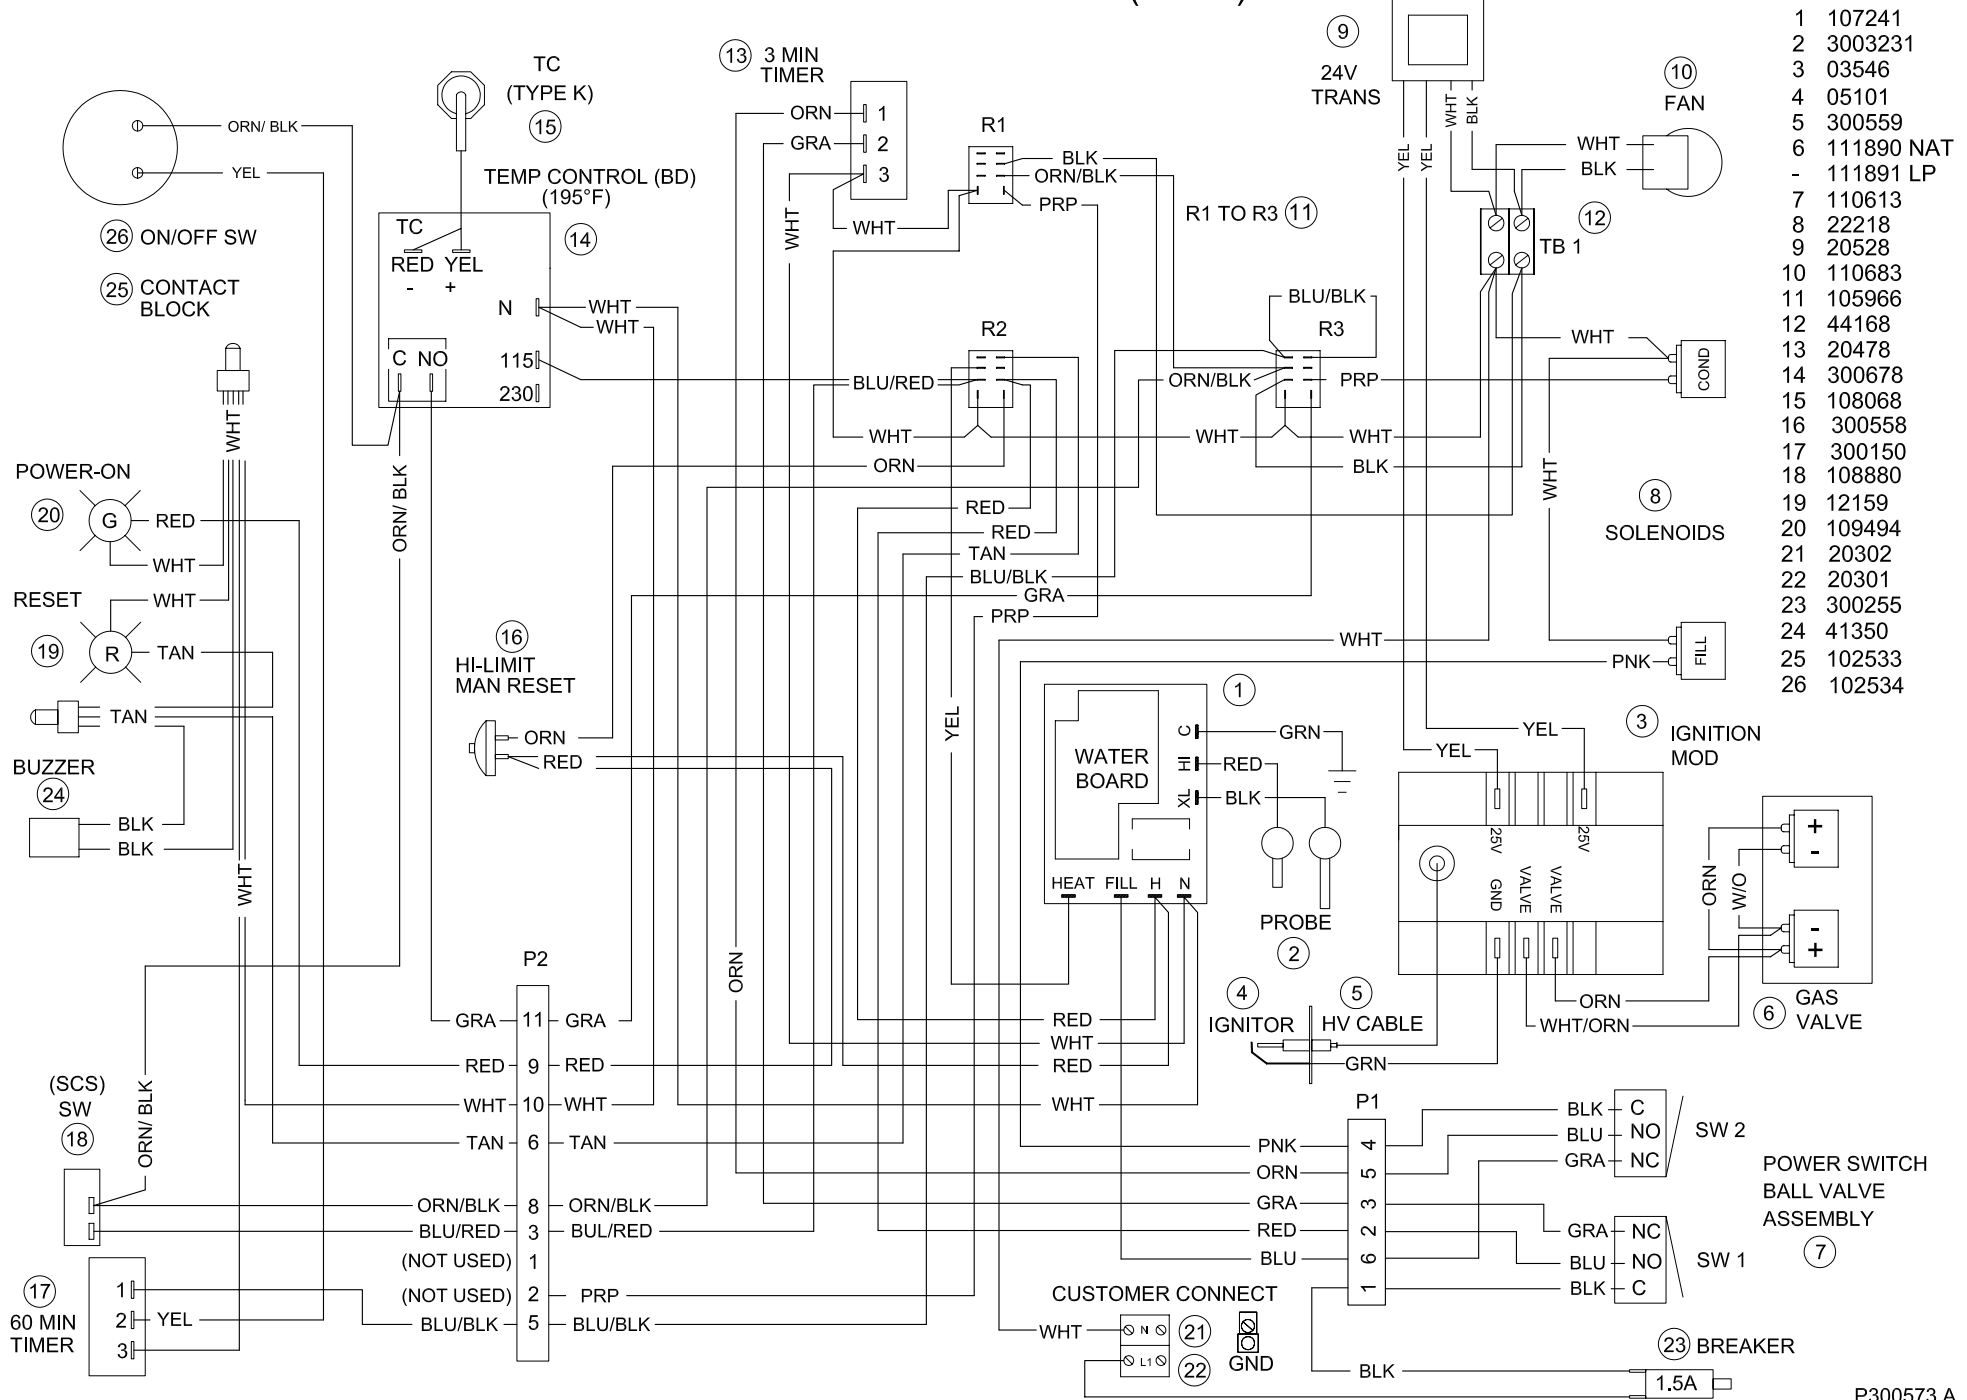 1 107241
2 3003231
3 03546
4 05101
5 300559
6 111890 NAT
- 111891 LP
7 110613
8 22218
9 20528
10 110683
11 105966
12 44168
13 20478
14 300678
15 108068
16 300558
17 300150
18 108880
19 12159
20 109494
21 20302
22 20301
23 300255
24 41350
25 102533
26 102534
TC
(TYPE K)
15
13 3 MIN
TIMER
ORN 1
GRA 2
3
WHT
WHT
R1
BLK
ORN/BLK
PRP
R1 TO R3 11
9
24V
TRANS
YEL
YEL
WHT
BLK
10
FAN
WHT
BLK
12
TB 1
ORN/ BLK
YEL
26 ON/OFF SW
25 CONTACT
BLOCK
TEMP CONTROL (BD)
(195°F)
14
TC
RED YEL
- +
N
WHT
WHT
C NO
115
230
R2
BLU/RED
WHT
ORN
BLU/BLK
R3
ORN/BLK
PRP
WHT
WHT
BLK
WHT
COND
WHT
8
SOLENOIDS
FILL
WHT
PNK
WHT
POWER-ON
20
G
RED
WHT
RESET
19
R
WHT
TAN
TAN
BUZZER
24
BLK
BLK
WHT
ORN/ BLK
RED
RED
TAN
BLU/BLK
GRA
PRP
16
HI-LIMIT
MAN RESET
ORN
RED
YEL
1
WATER
BOARD
C
HI
XL
GRN
RED
BLK
HEAT FILL H N
PROBE
2
3 IGNITION
MOD
YEL
YEL
25V
25V
GND
VALVE
VALVE
ORN
W/O
+
-
-
+
ORN
WHT/ORN
6 GAS
VALVE
4
IGNITOR
5
HV CABLE
GRN
ORN
RED
WHT
RED
WHT
P2
GRA 11 GRA
RED 9 RED
WHT 10 WHT
TAN 6 TAN
ORN/BLK 8 ORN/BLK
BLU/RED 3 BUL/RED
(NOT USED) 1
(NOT USED) 2 PRP
BLU/BLK 5 BLU/BLK
(SCS)
SW
18
ORN/ BLK
17
60 MIN
TIMER
1
2 YEL
3
P1
PNK 4
ORN 5
GRA 3
RED 2
BLU 6
1
BLK C
BLU NO
GRA NC
SW 2
GRA NC
BLU NO
BLK C
SW 1
POWER SWITCH
BALL VALVE
ASSEMBLY
7
CUSTOMER CONNECT
WHT
N 21
L1 22
GND
BLK
23 BREAKER
1.5A
P300573 A